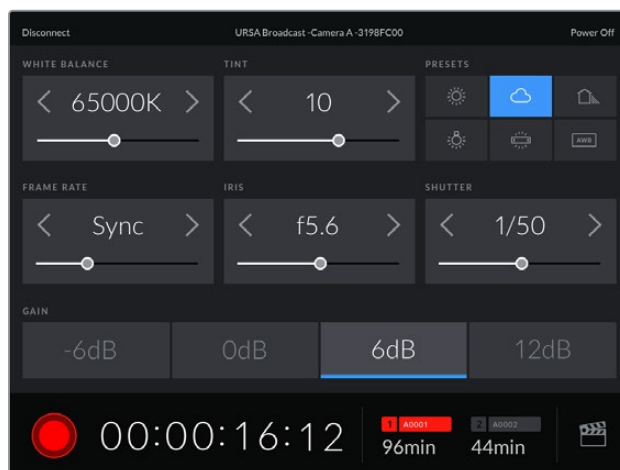 Disconnect
URSA Broadcast -Camera A -3198FC00
Power Off
WHITE BALANCE
TINT
PRESETS
65000K
10
AWB
FRAME RATE
IRIS
SHUTTER
Sync
f5.6
1/50
GAIN
-6dB
0dB
6dB
12dB
00:00:16:12
1 A0001
2 A0002
96min
44min